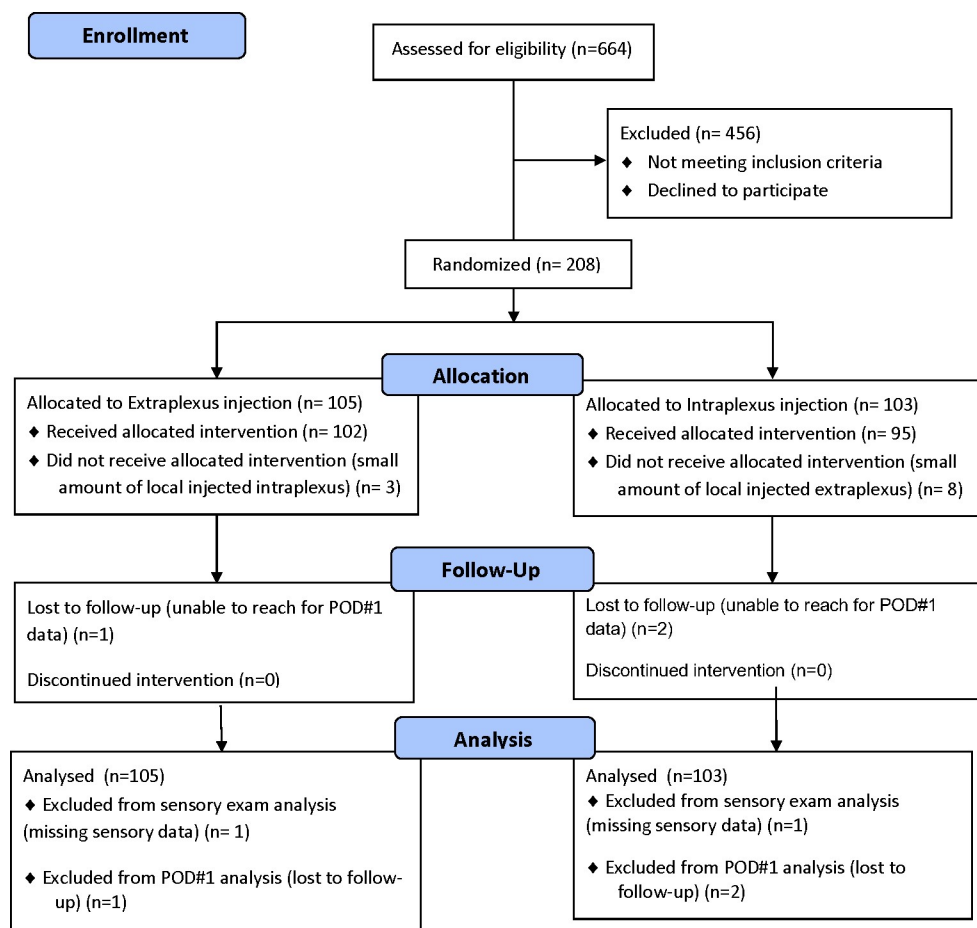 Enrollment
Assessed for eligibility (n=664)
Excluded (n= 456)
♦ Not meeting inclusion criteria
♦ Declined to participate
Randomized (n= 208)
Allocation
Allocated to Extraplexus injection (n= 105)
♦ Received allocated intervention (n= 102)
♦ Did not receive allocated intervention (small
amount of local injected intraplexus) (n= 3)
Allocated to Intraplexus injection (n= 103)
♦ Received allocated intervention (n= 95)
♦ Did not receive allocated intervention (small
amount of local injected extraplexus) (n= 8)
Follow-Up
Lost to follow-up (unable to reach for POD#1
data) (n=1)
Discontinued intervention (n=0)
Lost to follow-up (unable to reach for POD#1
data) (n=2)
Discontinued intervention (n=0)
Analysis
Analysed (n=105)
♦ Excluded from sensory exam analysis
(missing sensory data) (n= 1)
♦ Excluded from POD#1 analysis (lost to follow-
up) (n=1)
Analysed (n=103)
♦ Excluded from sensory exam analysis
(missing sensory data) (n=1)
♦ Excluded from POD#1 analysis (lost to
follow-up) (n=2)